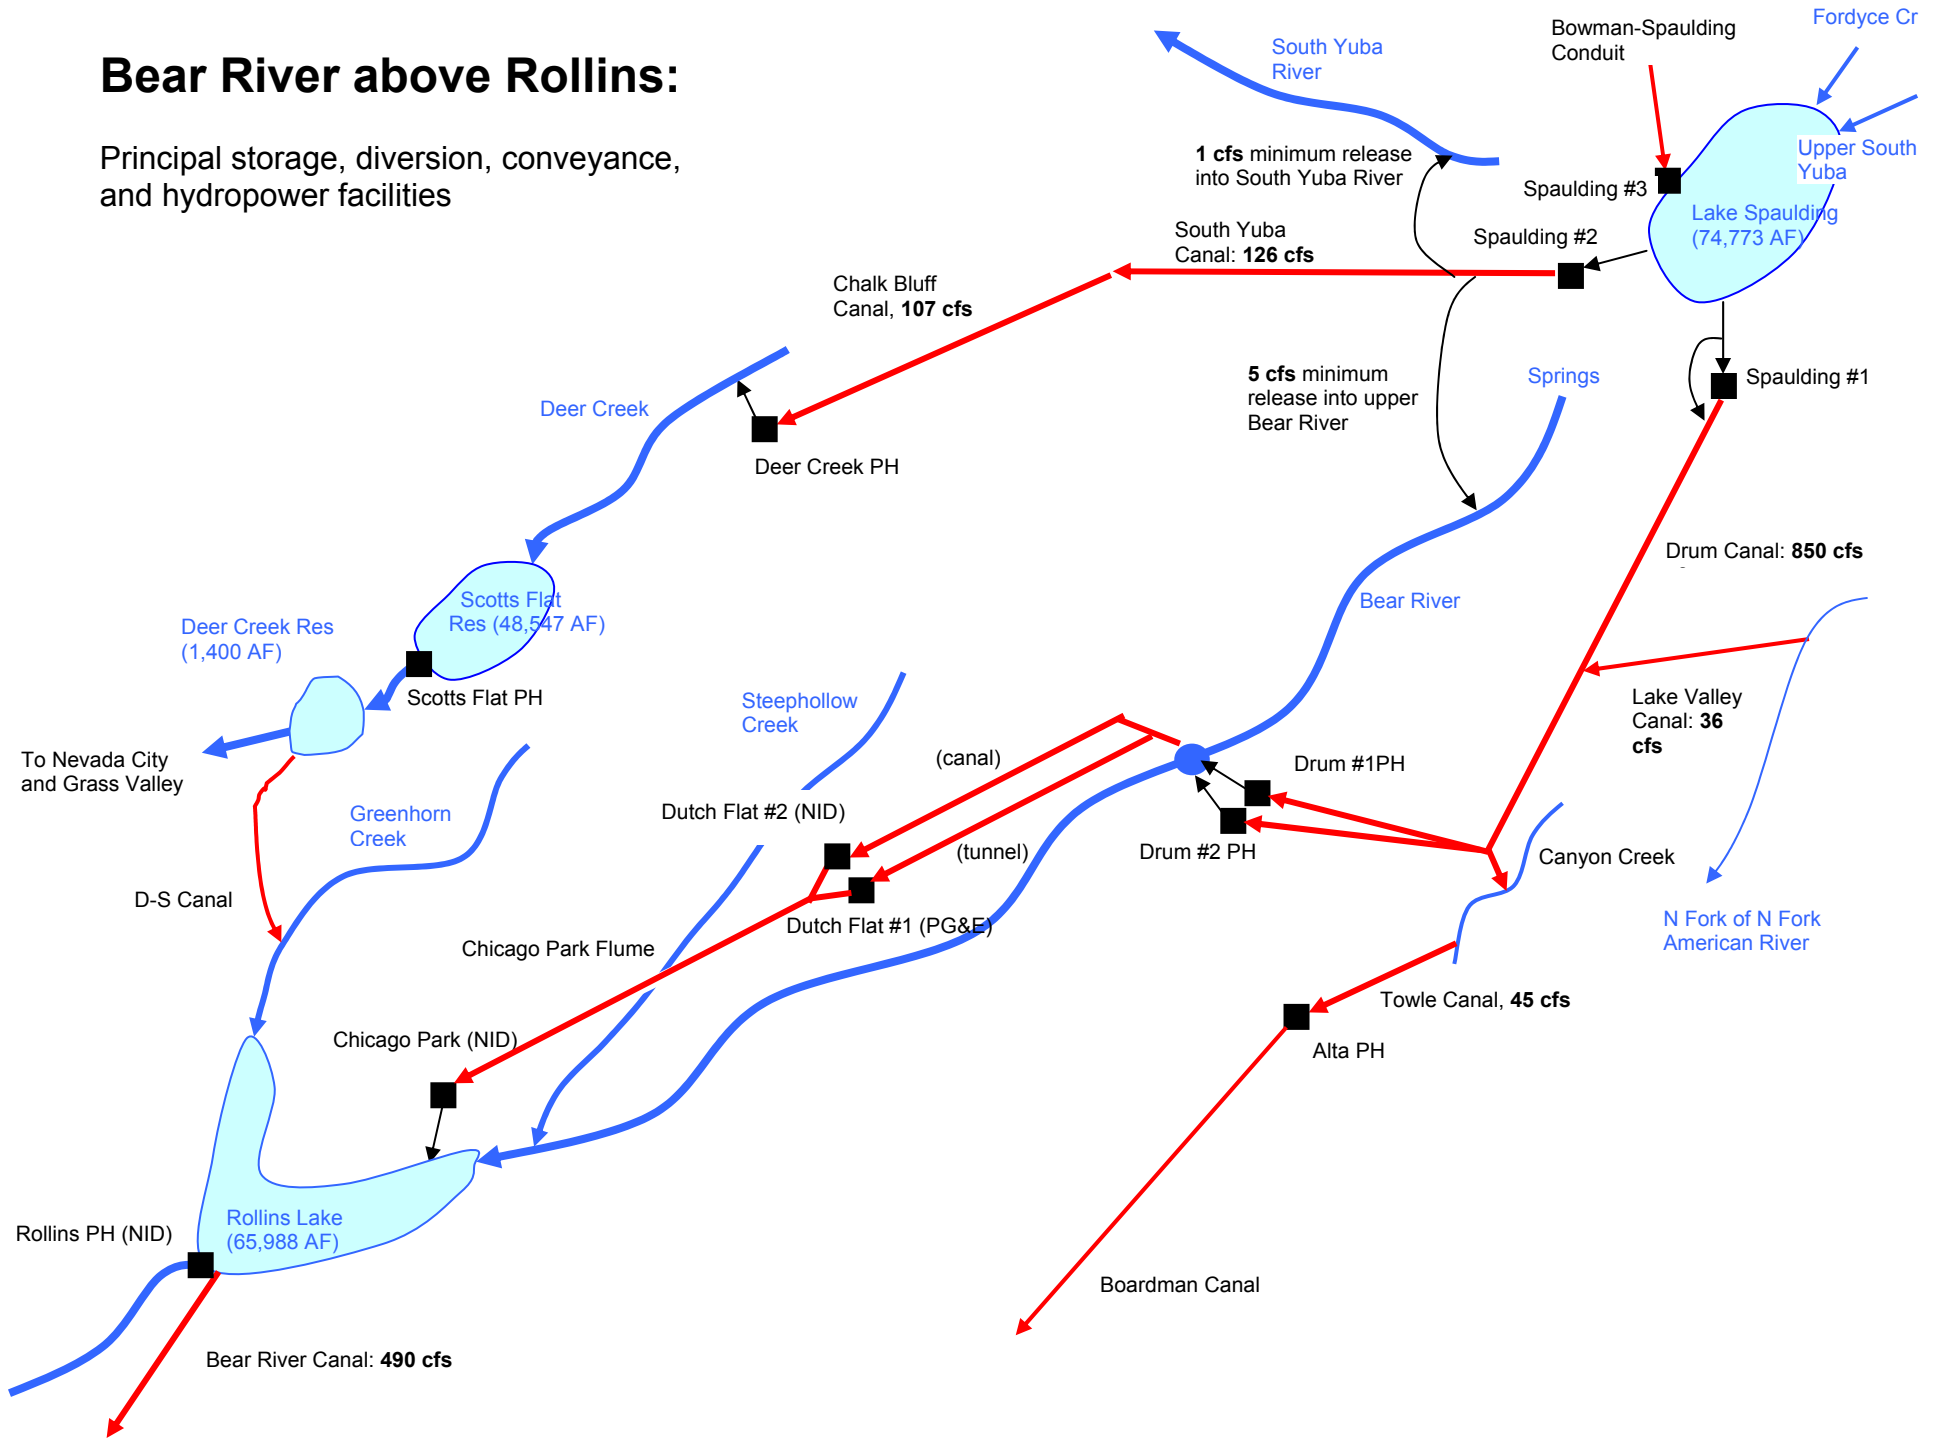 Bear River above Rollins:
Principal storage, diversion, conveyance,
and hydropower facilities
South Yuba
River
Bowman-Spaulding
Conduit
Fordyce Cr
1 cfs minimum release
into South Yuba River
Upper South
Yuba
Spaulding #3
Lake Spaulding
(74,773 AF)
South Yuba
Canal: 126 cfs
Spaulding #2
Chalk Bluff
Canal, 107 cfs
5 cfs minimum
release into upper
Bear River
Springs
Spaulding #1
Deer Creek
Deer Creek PH
Drum Canal: 850 cfs
Scotts Flat
Res (48,547 AF)
Bear River
Deer Creek Res
(1,400 AF)
Scotts Flat PH
Steephollow
Creek
Lake Valley
Canal: 36
cfs
To Nevada City
and Grass Valley
(canal)
Drum #1PH
Greenhorn
Creek
Dutch Flat #2 (NID)
(tunnel)
Drum #2 PH
Canyon Creek
D-S Canal
Dutch Flat #1 (PG&E)
N Fork of N Fork
American River
Chicago Park Flume
Towle Canal, 45 cfs
Chicago Park (NID)
Alta PH
Rollins Lake
(65,988 AF)
Rollins PH (NID)
Boardman Canal
Bear River Canal: 490 cfs